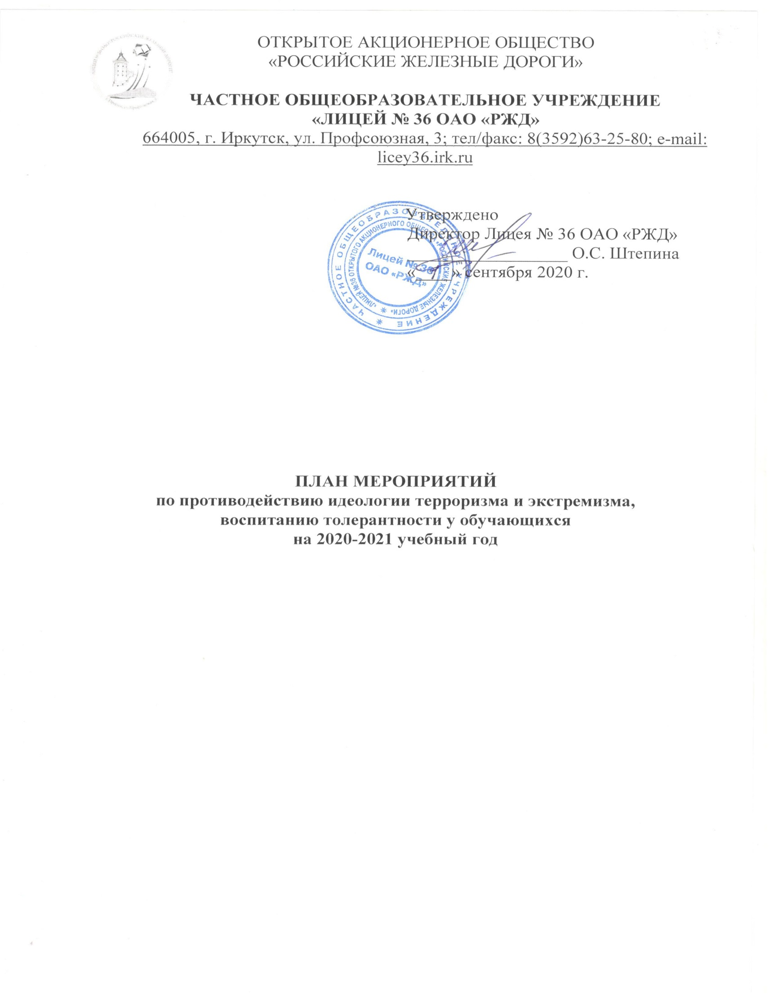 ОТКРЫТОЕ АКЦИОНЕРНОЕ ОБЩЕСТВО
«РОССИЙСКИЕ ЖЕЛЕЗНЫЕ ДОРОГИ»
ЧАСТНОЕ ОБЩЕОБРАЗОВАТЕЛЬНОЕ УЧРЕЖДЕНИЕ
«ЛИЦЕЙ № 36 ОАО «РЖД»
664005, г. Иркутск, ул. Профсоюзная, 3; тел/факс: 8(3592)63-25-80; e-mail:
licey36.irk.ru
Утверждено
Директор Лицея № 36 ОАО «РЖД»
О.С. Штепина
«      » сентября 2020 г.
ЧАСТНОЕ ОБЩЕОБРАЗОВАТЕЛЬНОЕ УЧРЕЖДЕНИЕ
«ЛИЦЕЙ №36 ОТКРЫТОГО АКЦИОНЕРНОГО ОБЩЕСТВА «РОССИЙСКИЕ ЖЕЛЕЗНЫЕ ДОРОГИ»
Лицей № 36
ОАО «РЖД»
ПЛАН МЕРОПРИЯТИЙ
по противодействию идеологии терроризма и экстремизма,
воспитанию толерантности у обучающихся
на 2020-2021 учебный год